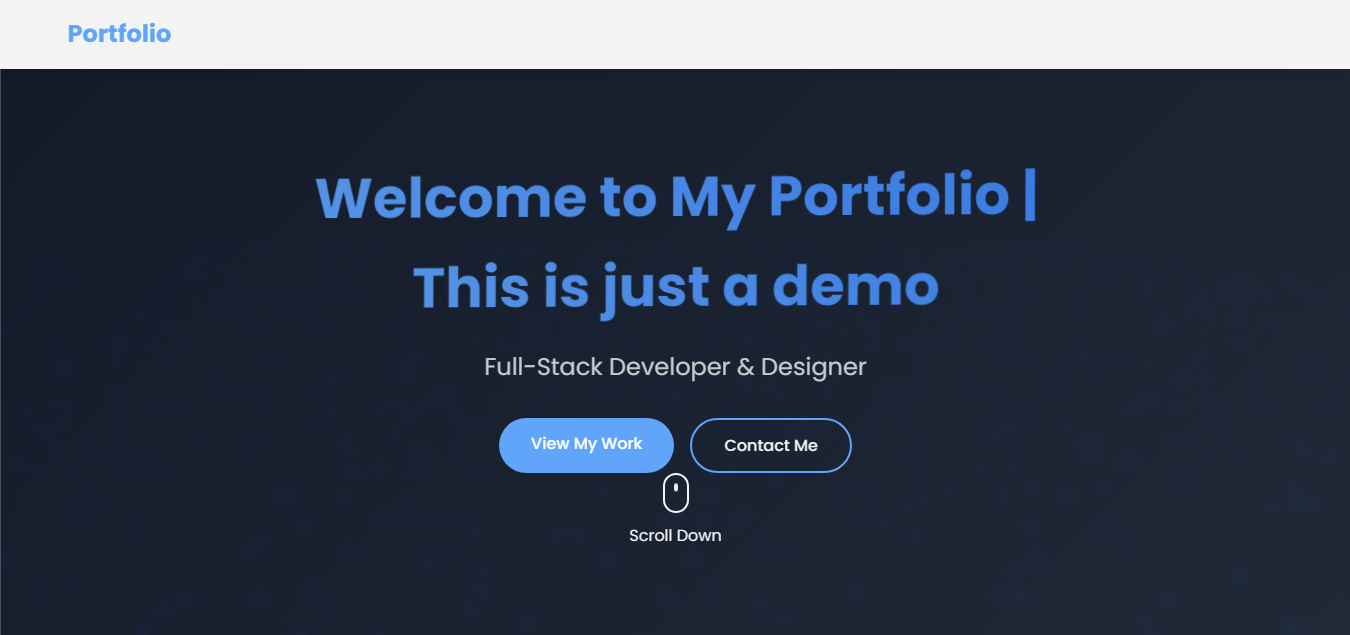 Portfolio
Welcome to My Portfolio |
This is just a demo
Full-Stack Developer & Designer
View My Work
Contact Me
Scroll Down